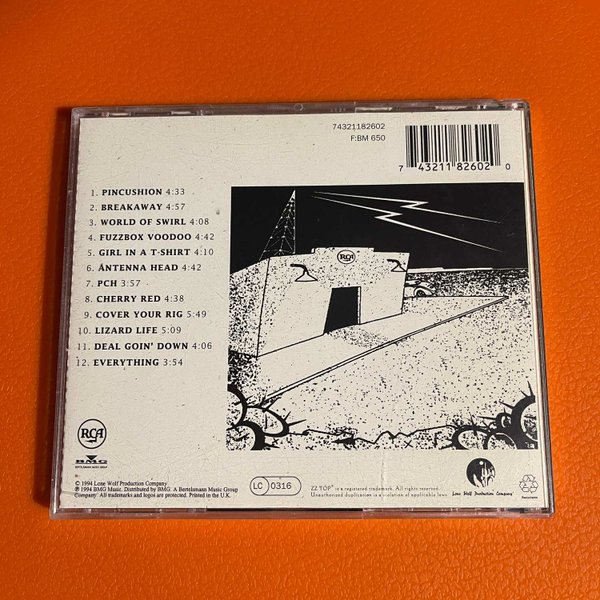 74321182602
F:BM 650
7 43211 82602 0
1. PINCUSHION 4:33
2. BREAKAWAY 4:57
3. WORLD OF SWIRL 4:08
4. FUZZBOX VOODOO 4:42
5. GIRL IN A T-SHIRT 4:10
6. ANTENNA HEAD 4:42
7. PCH 3:57
8. CHERRY RED 4:38
9. COVER YOUR RIG 5:49
10. LIZARD LIFE 5:09
11. DEAL GOIN' DOWN 4:06
12. EVERYTHING 3:54
RCA
RCA
BMG
BERTELSMANN MUSIC GROUP
© 1994 Lone Wolf Production Company
℗ 1994 BMG Music. Distributed by BMG. A Bertelsmann Music Group
Company. All trademarks and logos are protected. Printed in the U.K.
LC 0316
ZZ TOP® is a registered trademark. All rights reserved.
Unauthorized duplication is a violation of applicable laws.
Lone Wolf Production Company